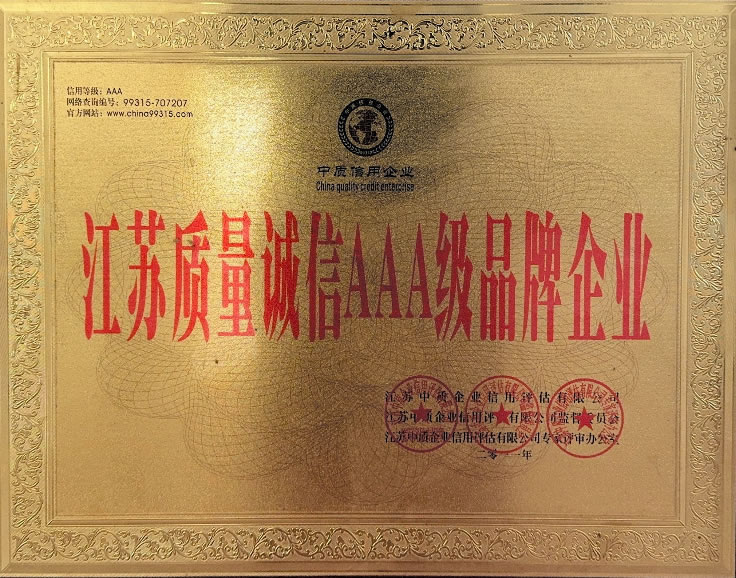 信用等级：AAA
网络查询编号：99315-707207
官方网站：www.china99315.com
中质信用企业
China quality credit enterprise
江苏质量诚信AAA级品牌企业
江苏中质企业信用评估有限公司
江苏中质企业信用评估有限公司监督委员会
江苏中质企业信用评估有限公司专家评审办公室
二零一一年